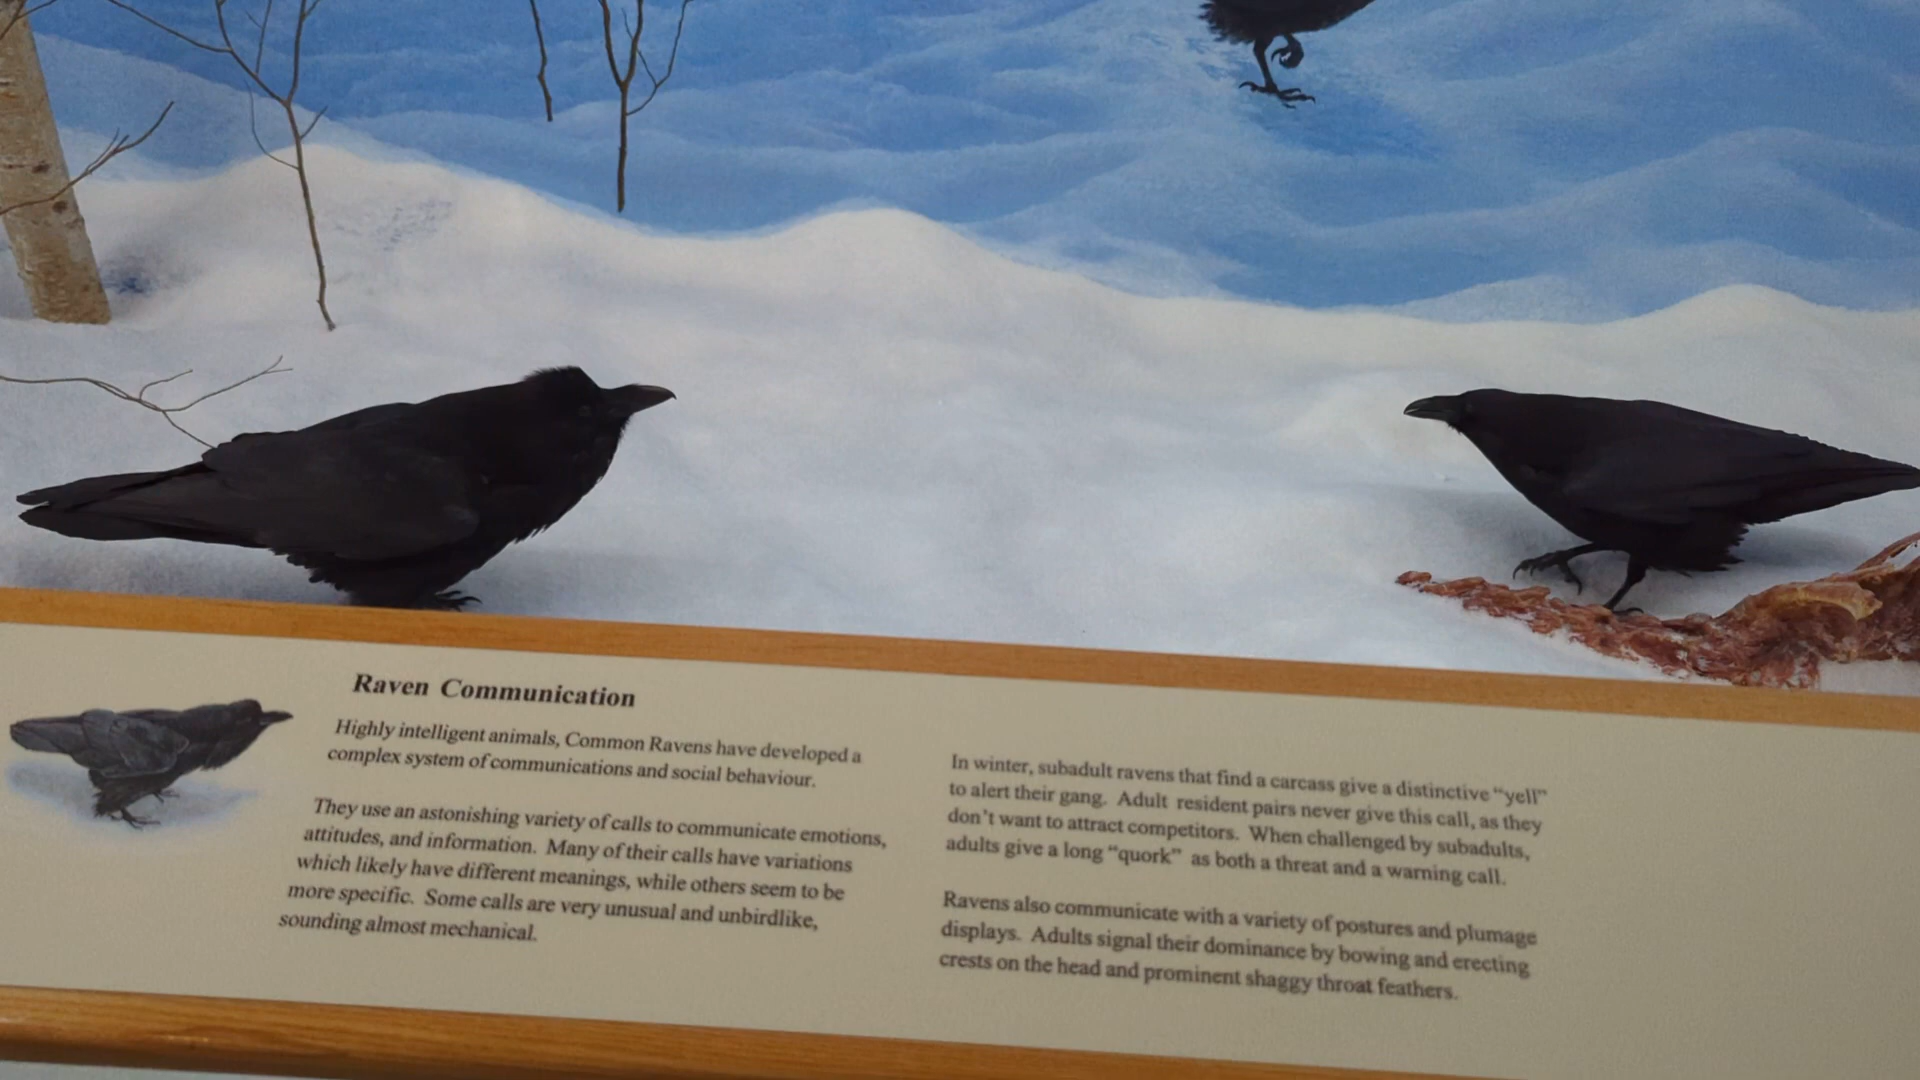 Raven Communication
Highly intelligent animals, Common Ravens have developed a
complex system of communications and social behaviour.
They use an astonishing variety of calls to communicate emotions,
attitudes, and information. Many of their calls have variations
which likely have different meanings, while others seem to be
more specific. Some calls are very unusual and unbirdlike,
sounding almost mechanical.
In winter, subadult ravens that find a carcass give a distinctive “yell”
to alert their gang. Adult resident pairs never give this call, as they
don’t want to attract competitors. When challenged by subadults,
adults give a long “quork” as both a threat and a warning call.
Ravens also communicate with a variety of postures and plumage
displays. Adults signal their dominance by bowing and erecting
crests on the head and prominent shaggy throat feathers.